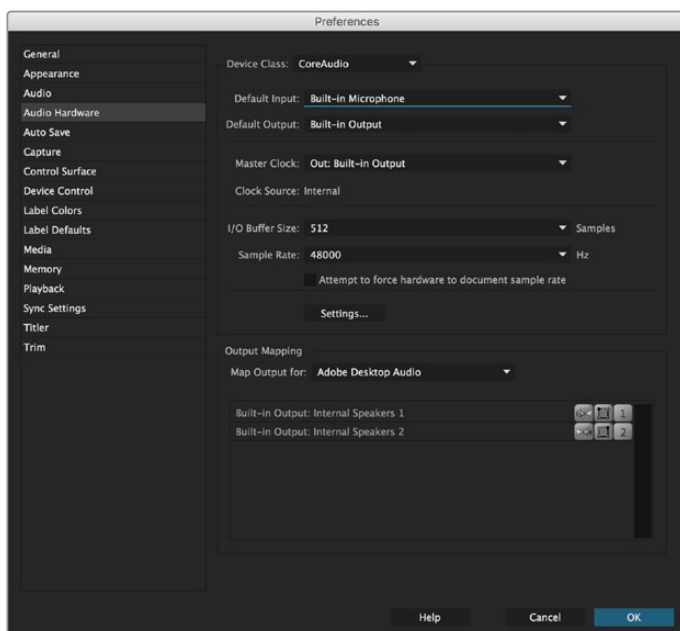 Preferences
General
Appearance
Audio
Audio Hardware
Auto Save
Capture
Control Surface
Device Control
Label Colors
Label Defaults
Media
Memory
Playback
Sync Settings
Titler
Trim
Device Class: CoreAudio
Default Input: Built-in Microphone
Default Output: Built-in Output
Master Clock: Out: Built-in Output
Clock Source: Internal
I/O Buffer Size: 512 Samples
Sample Rate: 48000 Hz
Attempt to force hardware to document sample rate
Settings...
Output Mapping
Map Output for: Adobe Desktop Audio
Built-in Output: Internal Speakers 1 1
Built-in Output: Internal Speakers 2 2
Help Cancel OK